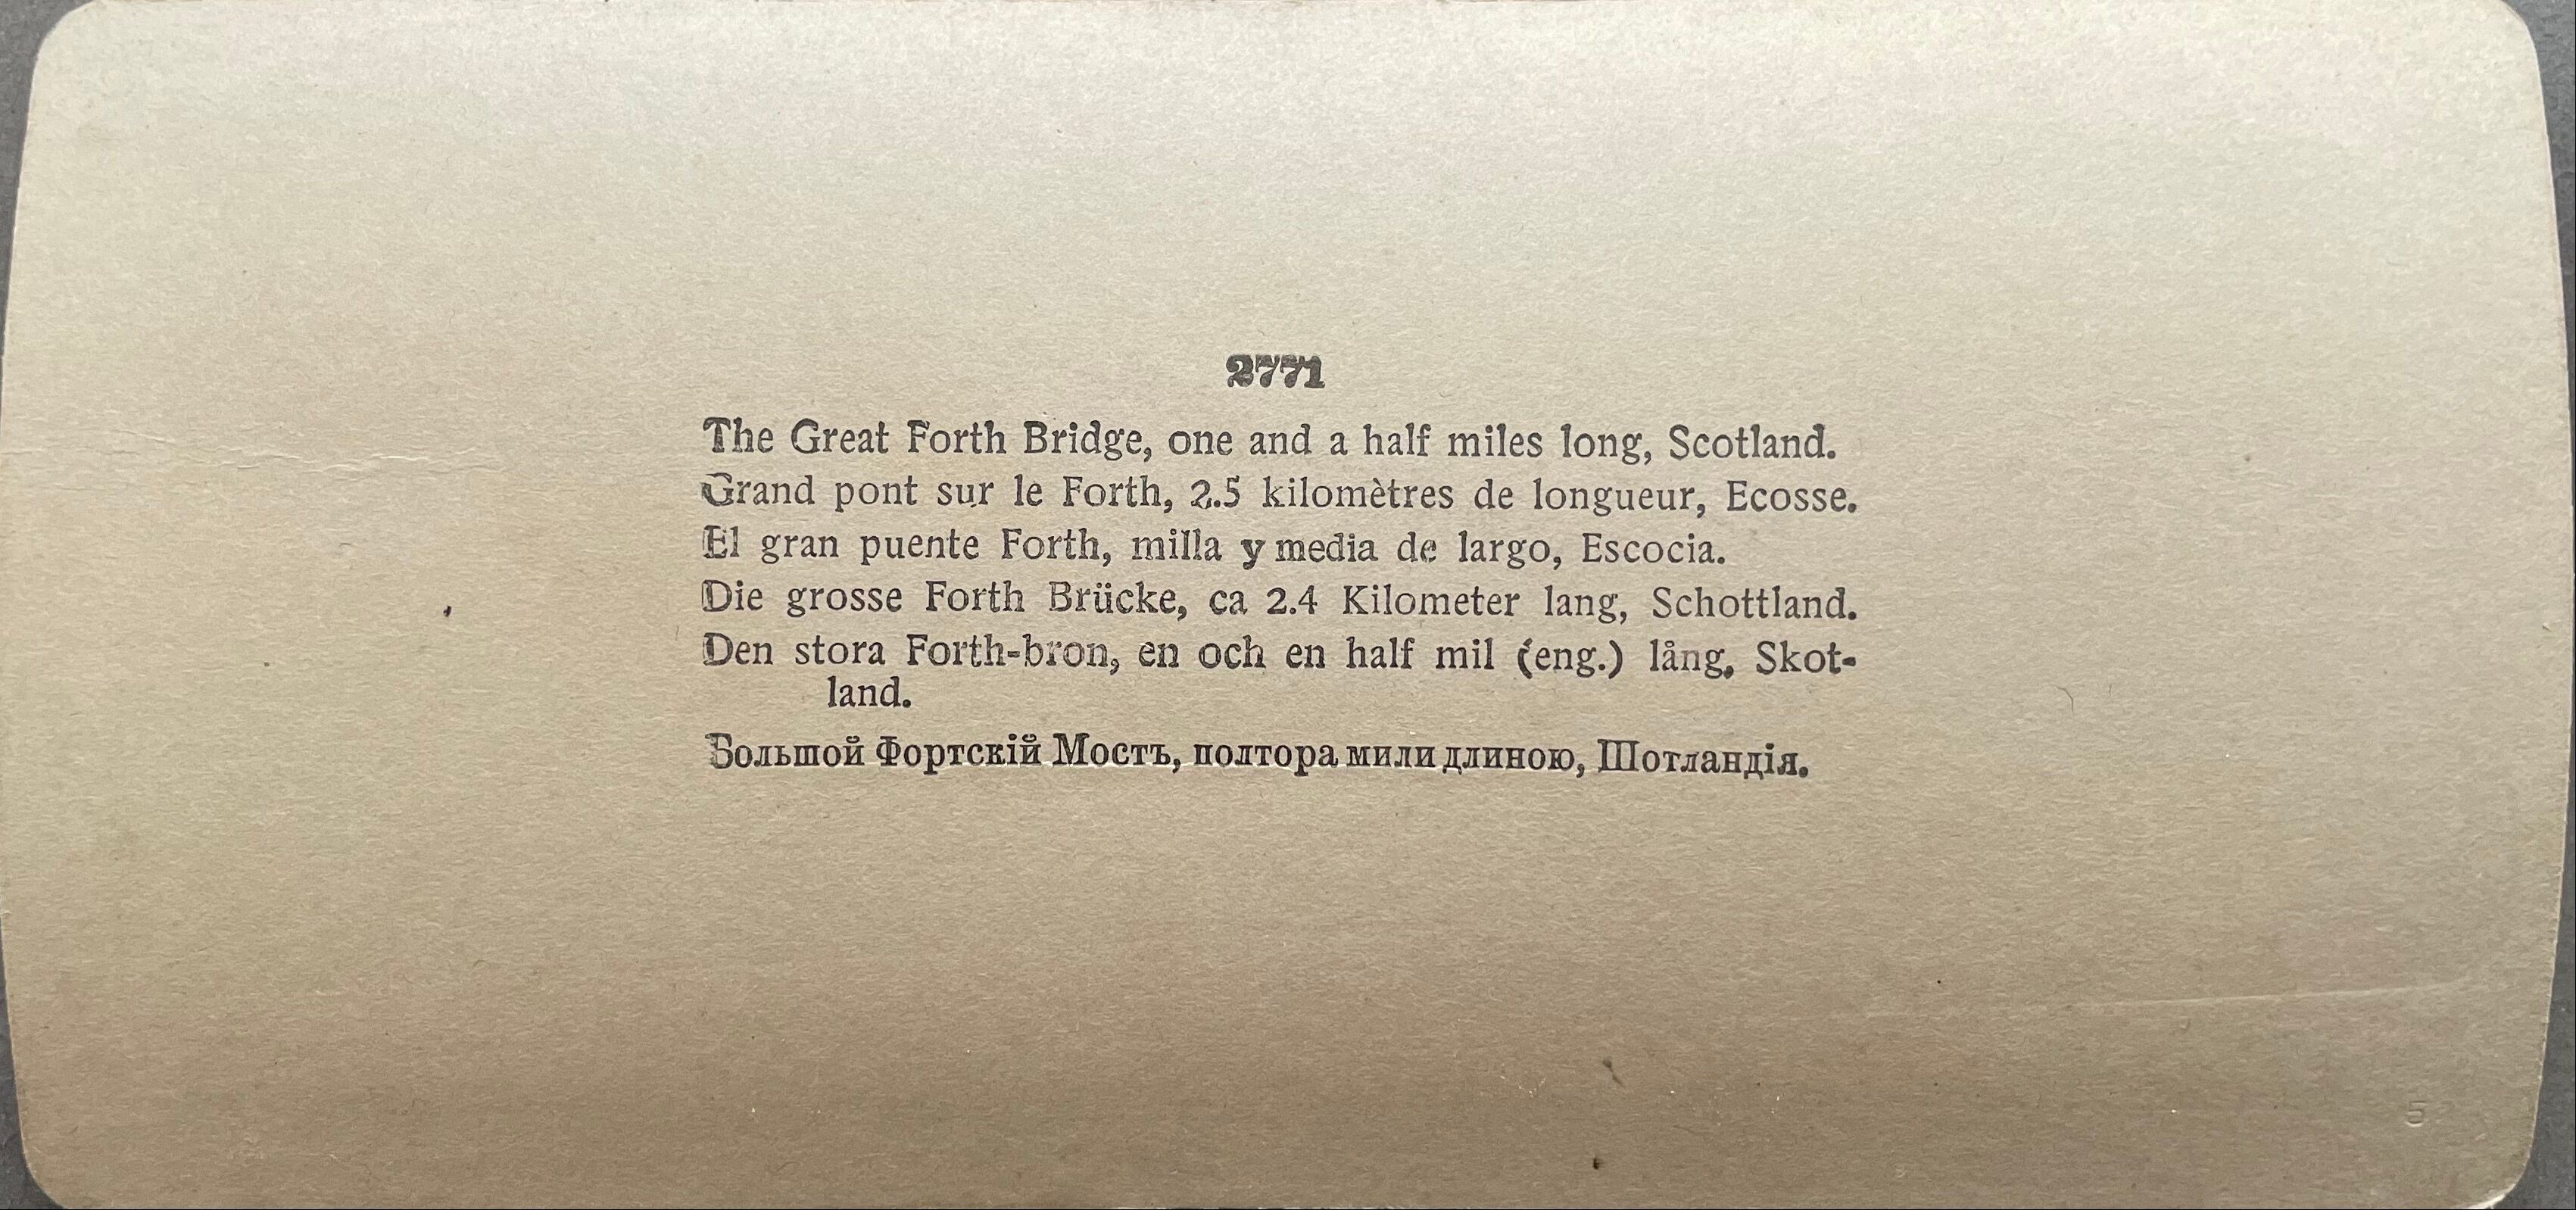 2771
The Great Forth Bridge, one and a half miles long, Scotland.
Grand pont sur le Forth, 2.5 kilomètres de longueur, Ecosse.
El gran puente Forth, milla y media de largo, Escocia.
Die grosse Forth Brücke, ca 2.4 Kilometer lang, Schottland.
Den stora Forth-bron, en och en half mil (eng.) lång, Skot-
land.
Большой Фортскій Мостъ, полтора мили длиною, Шотландія.
5